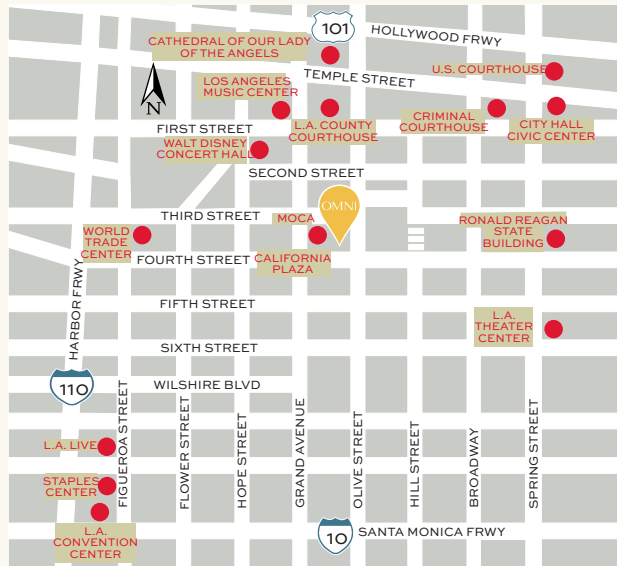 101
HOLLYWOOD FRWY
CATHEDRAL OF OUR LADY
OF THE ANGELS
TEMPLE STREET
U.S. COURTHOUSE
N
LOS ANGELES
MUSIC CENTER
FIRST STREET
L.A. COUNTY
COURTHOUSE
CRIMINAL
COURTHOUSE
CITY HALL
CIVIC CENTER
WALT DISNEY
CONCERT HALL
SECOND STREET
OMNI
THIRD STREET
MOCA
WORLD
TRADE
CENTER
RONALD REAGAN
STATE
BUILDING
FOURTH STREET
CALIFORNIA
PLAZA
HARBOR FRWY
FIFTH STREET
L.A.
THEATER
CENTER
SIXTH STREET
110
WILSHIRE BLVD
FIGUEROA STREET
FLOWER STREET
HOPE STREET
GRAND AVENUE
OLIVE STREET
HILL STREET
BROADWAY
SPRING STREET
L.A. LIVE
STAPLES
CENTER
L.A.
CONVENTION
CENTER
10
SANTA MONICA FRWY